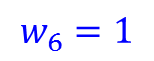 w₆ = 1